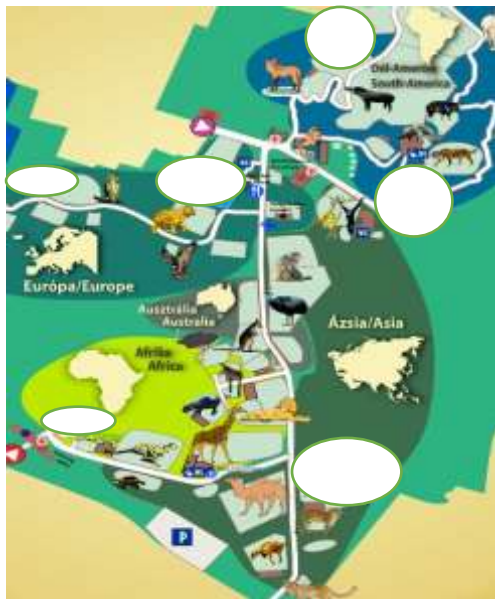 Dél-Amerika
South-America
Európa/Europe
Ausztrália
Australia
Ázsia/Asia
Afrika
Africa
P